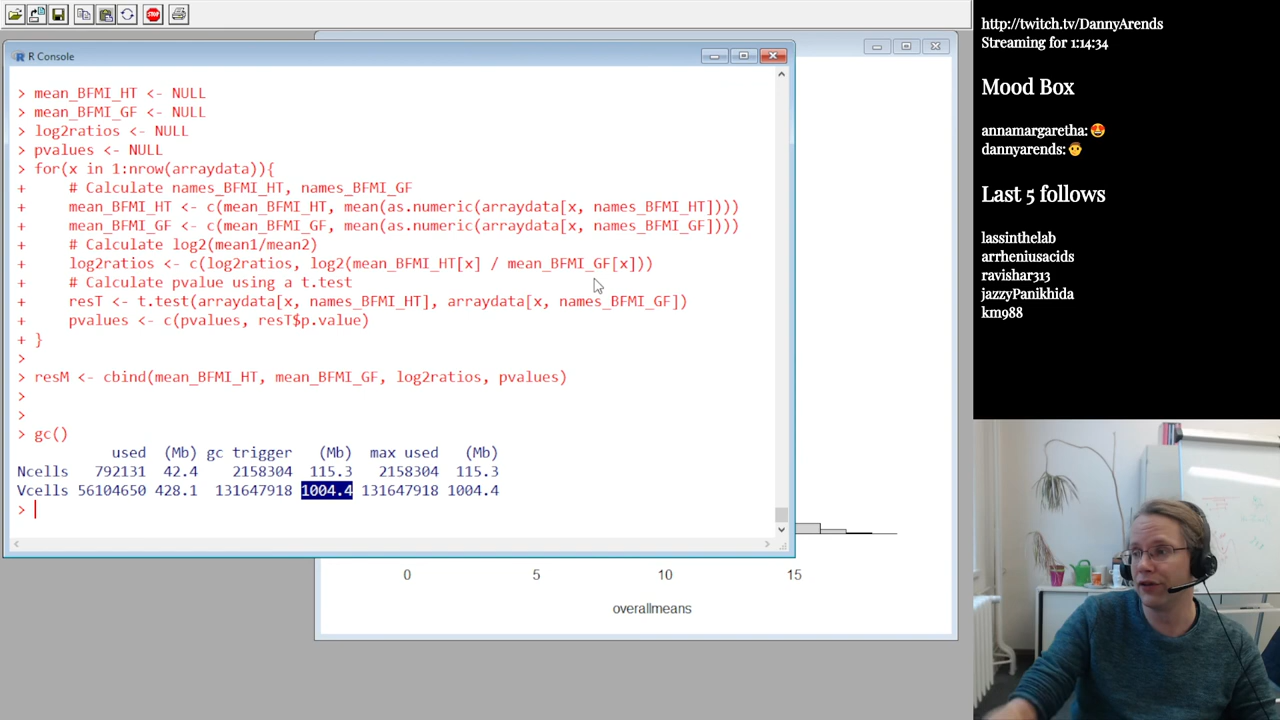 R Console
> mean_BFMI_HT <- NULL
> mean_BFMI_GF <- NULL
> log2ratios <- NULL
> pvalues <- NULL
> for(x in 1:nrow(arraydata)){
+     # Calculate names_BFMI_HT, names_BFMI_GF
+     mean_BFMI_HT <- c(mean_BFMI_HT, mean(as.numeric(arraydata[x, names_BFMI_HT])))
+     mean_BFMI_GF <- c(mean_BFMI_GF, mean(as.numeric(arraydata[x, names_BFMI_GF])))
+     # Calculate log2(mean1/mean2)
+     log2ratios <- c(log2ratios, log2(mean_BFMI_HT[x] / mean_BFMI_GF[x]))
+     # Calculate pvalue using a t.test
+     resT <- t.test(arraydata[x, names_BFMI_HT], arraydata[x, names_BFMI_GF])
+     pvalues <- c(pvalues, resT$p.value)
+ }
>
> resM <- cbind(mean_BFMI_HT, mean_BFMI_GF, log2ratios, pvalues)
>
>
> gc()
used (Mb) gc trigger (Mb) max used (Mb)
Ncells 792131 42.4 2158304 115.3 2158304 115.3
Vcells 56104650 428.1 131647918 1004.4 131647918 1004.4
>
0 5 10 15
overallmeans
STOP
http://twitch.tv/DannyArends
Streaming for 1:14:34
Mood Box
annamargaretha: 😍
dannyarends: 👨
Last 5 follows
lassinthelab
arrheniusacids
ravishar313
jazzyPanikhida
km988